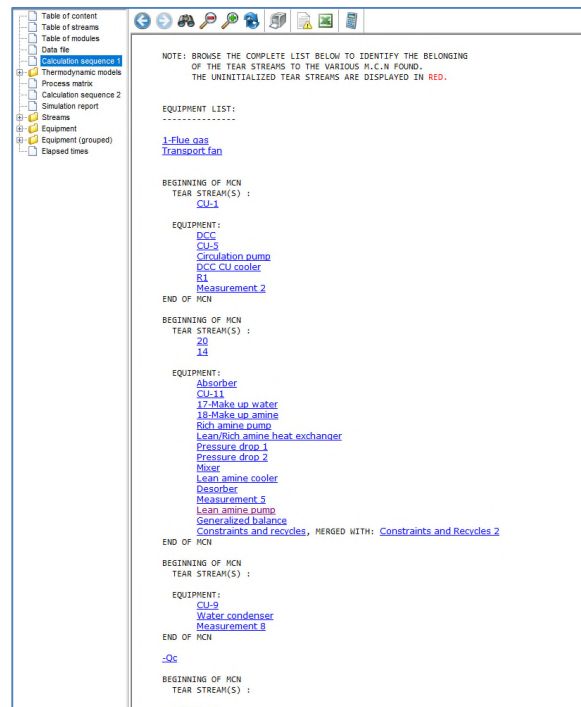 Table of content
Table of streams
Table of modules
Data file
Calculation sequence 1
Thermodynamic models
Process matrix
Calculation sequence 2
Simulation report
Streams
Equipment
Equipment (grouped)
Elapsed times
NOTE: BROWSE THE COMPLETE LIST BELOW TO IDENTIFY THE BELONGING
OF THE TEAR STREAMS TO THE VARIOUS M.C.N FOUND.
THE UNINITIALIZED TEAR STREAMS ARE DISPLAYED IN RED.
EQUIPMENT LIST:
---------------
1-Flue gas
Transport fan
BEGINNING OF MCN
TEAR STREAM(S) :
CU-1
EQUIPMENT:
DCC
CU-5
Circulation pump
DCC CU cooler
R1
Measurement 2
END OF MCN
BEGINNING OF MCN
TEAR STREAM(S) :
20
14
EQUIPMENT:
Absorber
CU-11
17-Make up water
18-Make up amine
Rich amine pump
Lean/Rich amine heat exchanger
Pressure drop 1
Pressure drop 2
Mixer
Lean amine cooler
Desorber
Measurement 5
Lean amine pump
Generalized balance
Constraints and recycles, MERGED WITH: Constraints and Recycles 2
END OF MCN
BEGINNING OF MCN
TEAR STREAM(S) :
EQUIPMENT:
CU-9
Water condenser
Measurement 8
END OF MCN
-Qc
BEGINNING OF MCN
TEAR STREAM(S) :